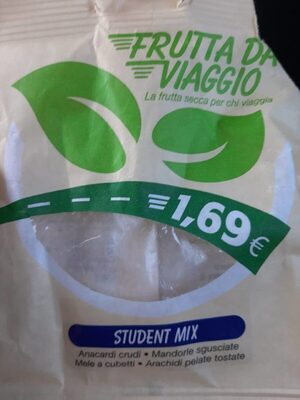 FRUTTA DA
VIAGGIO
La frutta secca per chi viaggia
1,69€
STUDENT MIX
Anacardi crudi • Mandorle sgusciate
Mele a cubetti • Arachidi pelate tostate